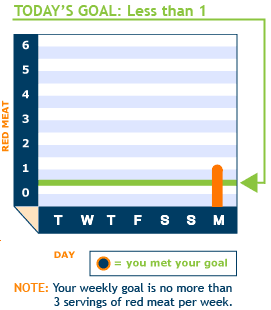 TODAY'S GOAL: Less than 1
6
5
4
3
2
1
0
RED MEAT
T W T F S S M
DAY
= you met your goal
NOTE: Your weekly goal is no more than
3 servings of red meat per week.